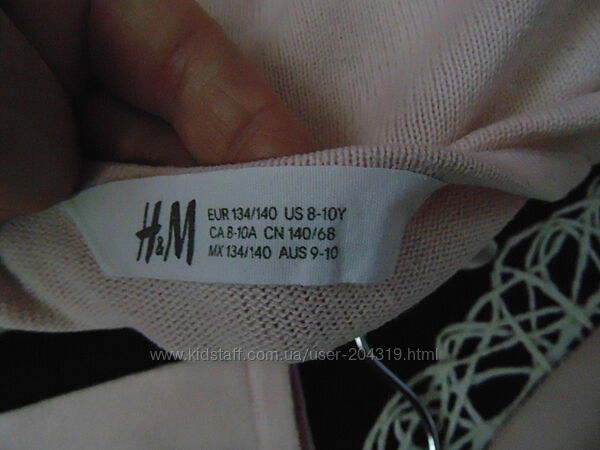 H&M
EUR 134/140 US 8-10Y
CA 8-10A CN 140/68
MX 134/140 AUS 9-10
www.kidstaff.com.ua/user-204319.html